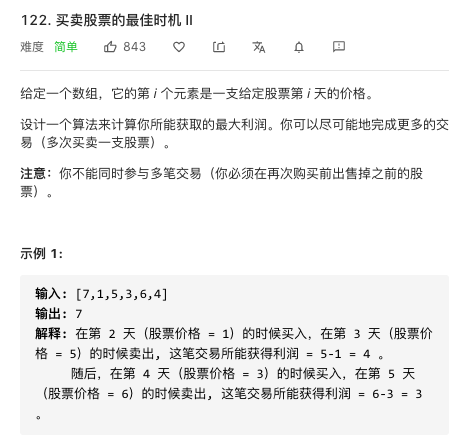 122. 买卖股票的最佳时机 II
难度 简单 843
给定一个数组，它的第 i 个元素是一支给定股票第 i 天的价格。
设计一个算法来计算你所能获取的最大利润。你可以尽可能地完成更多的交
易（多次买卖一支股票）。
注意：你不能同时参与多笔交易（你必须在再次购买前出售掉之前的股
票）。
示例 1:
输入: [7,1,5,3,6,4]
输出: 7
解释: 在第 2 天（股票价格 = 1）的时候买入，在第 3 天（股票价
格 = 5）的时候卖出, 这笔交易所能获得利润 = 5-1 = 4 。
随后，在第 4 天（股票价格 = 3）的时候买入，在第 5 天
（股票价格 = 6）的时候卖出, 这笔交易所能获得利润 = 6-3 = 3
。